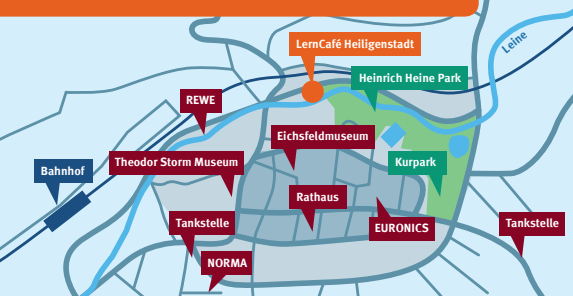 LernCafé Heiligenstadt
Leine
Heinrich Heine Park
REWE
Eichsfeldmuseum
Theodor Storm Museum
Kurpark
Bahnhof
Rathaus
Tankstelle
EURONICS
Tankstelle
NORMA